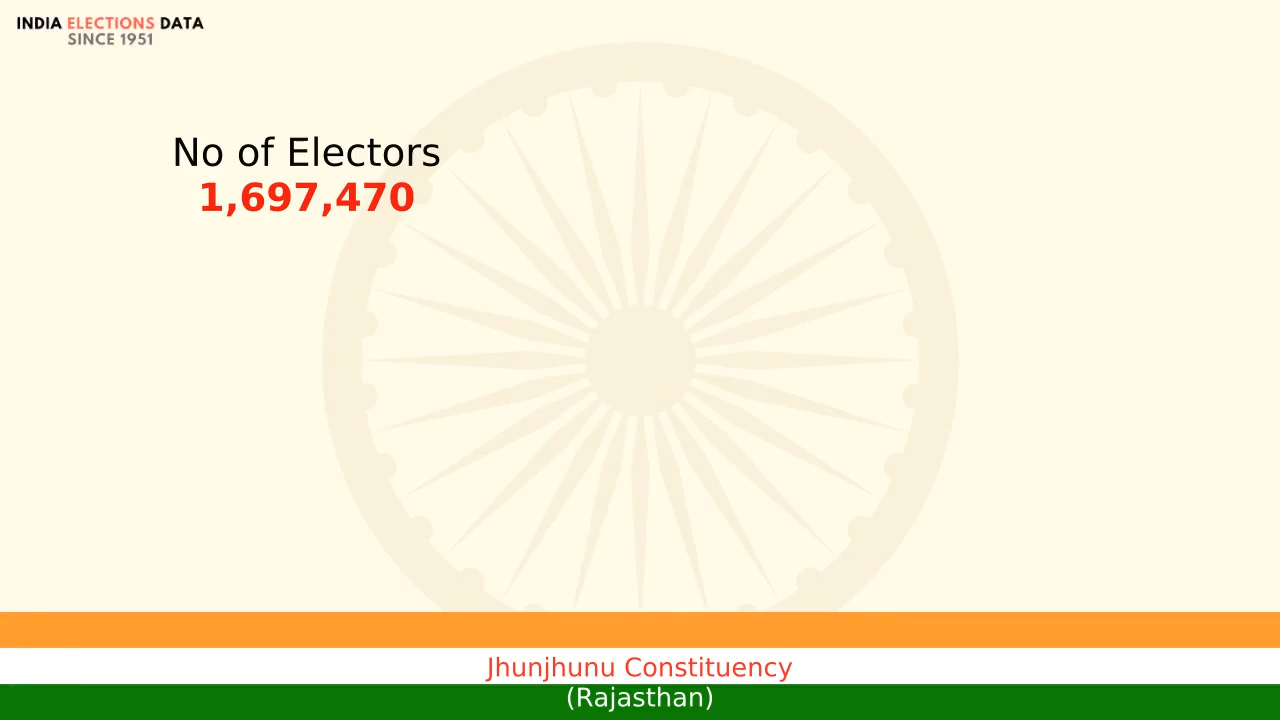 INDIA ELECTIONS DATA
SINCE 1951
No of Electors
1,697,470
Jhunjhunu Constituency
(Rajasthan)